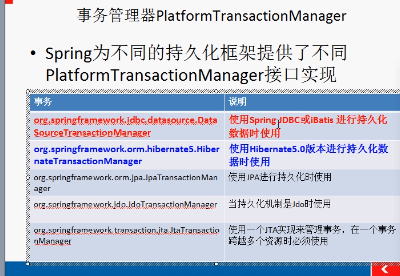 事务管理器PlatformTransactionManager
• Spring为不同的持久化框架提供了不同
PlatformTransactionManager接口实现
事务 说明
org.springframework.jdbc.datasource.Data
SourceTransactionManager
使用Spring JDBC或iBatis 进行持久化
数据时使用
org.springframework.orm.hibernate5.Hiber
nateTransactionManager
使用Hibernate5.0版本进行持久化数
据时使用
org.springframework.orm.jpa.JpaTransactionMan
ager
使用JPA进行持久化时使用
org.springframework.jdo.JdoTransactionManager
当持久化机制是Jdo时使用
org.springframework.transaction.jta.JtaTransactio
nManager
使用一个JTA实现来管理事务，在一个事务
跨越多个资源时必须使用